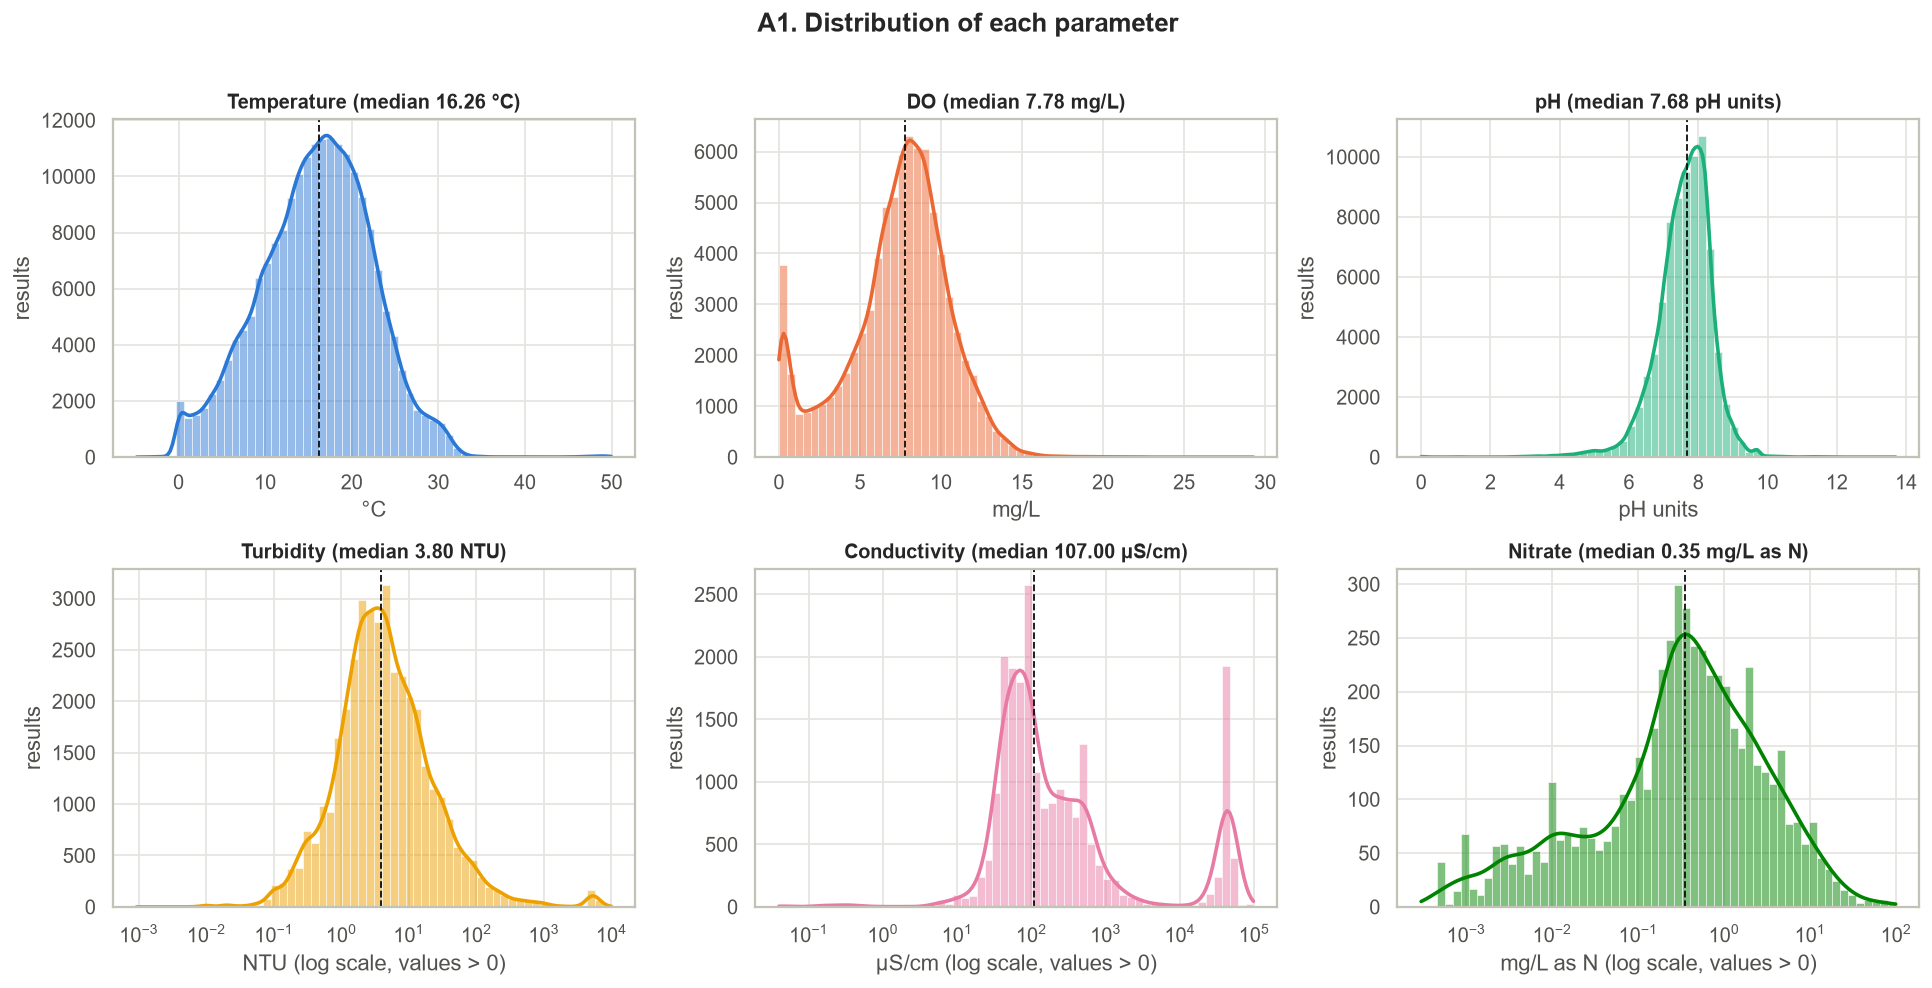 A1. Distribution of each parameter
Temperature (median 16.26 °C)
12000
10000
8000
6000
4000
2000
0
results
0 10 20 30 40 50
°C
DO (median 7.78 mg/L)
6000
5000
4000
3000
2000
1000
0
results
0 5 10 15 20 25 30
mg/L
pH (median 7.68 pH units)
10000
8000
6000
4000
2000
0
results
0 2 4 6 8 10 12 14
pH units
Turbidity (median 3.80 NTU)
3000
2500
2000
1500
1000
500
0
results
10⁻³ 10⁻² 10⁻¹ 10⁰ 10¹ 10² 10³ 10⁴
NTU (log scale, values > 0)
Conductivity (median 107.00 µS/cm)
2500
2000
1500
1000
500
0
results
10⁻¹ 10⁰ 10¹ 10² 10³ 10⁴ 10⁵
µS/cm (log scale, values > 0)
Nitrate (median 0.35 mg/L as N)
300
250
200
150
100
50
0
results
10⁻³ 10⁻² 10⁻¹ 10⁰ 10¹ 10²
mg/L as N (log scale, values > 0)